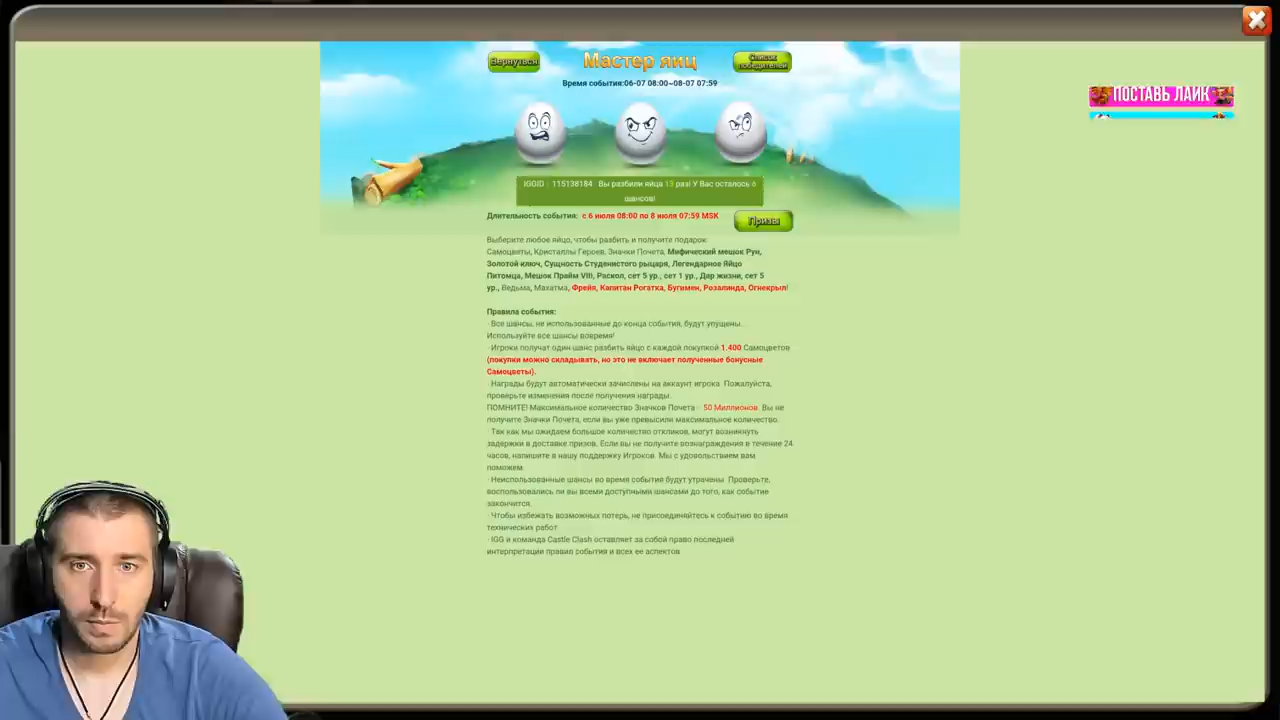 Вернуться
Мастер яиц
Список
победителей
Время события:06-07 08:00~08-07 07:59
ПОСТАВЬ ЛАЙК
IGGID : 115138184 Вы разбили яйца 13 раз! У Вас осталось 6
шансов!
Длительность события: с 6 июля 08:00 по 8 июля 07:59 MSK
Призы
Выберите любое яйцо, чтобы разбить и получите подарок:
Самоцветы, Кристаллы Героев, Значки Почета, Мифический мешок Рун,
Золотой ключ, Сущность Студенистого рыцаря, Легендарное Яйцо
Питомца, Мешок Прайм VIII, Раскол, сет 5 ур., сет 1 ур., Дар жизни, сет 5
ур., Ведьма, Махатма, Фрейя, Капитан Рогатка, Бугимен, Розалинда, Огнекрыл!
Правила события:
· Все шансы, не использованные до конца события, будут упущены.
Используйте все шансы вовремя!
· Игроки получат один шанс разбить яйцо с каждой покупкой 1.400 Самоцветов
(покупки можно складывать, но это не включает полученные бонусные
Самоцветы).
· Награды будут автоматически зачислены на аккаунт игрока. Пожалуйста,
проверьте изменения после получения награды.
ПОМНИТЕ! Максимальное количество Значков Почета - 50 Миллионов. Вы не
получите Значки Почета, если вы уже превысили максимальное количество.
· Так как мы ожидаем большое количество откликов, могут возникнуть
задержки в доставке призов. Если вы не получите вознаграждения в течение 24
часов, напишите в нашу поддержку Игроков. Мы с удовольствием вам
поможем.
· Неиспользованные шансы во время события будут утрачены. Проверьте,
воспользовались ли вы всеми доступными шансами до того, как событие
закончится.
· Чтобы избежать возможных потерь, не присоединяйтесь к событию во время
технических работ.
· IGG и команда Castle Clash оставляет за собой право последней
интерпретации правил события и всех ее аспектов.